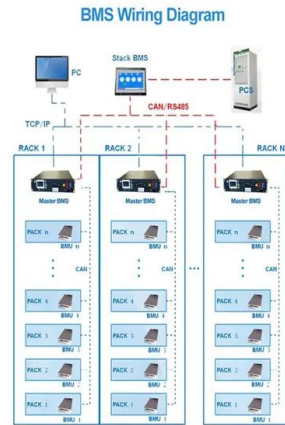 BMS Wiring Diagram
Stack BMS
PC
PCS
CAN/RS485
TCP/IP
RACK 1
RACK 2
RACK N
Master BMS
Master BMS
Master BMS
PACK n
PACK n
PACK n
BMU n
BMU n
BMU n
CAN
CAN
CAN
PACK 4
PACK 4
PACK 4
BMU 4
BMU 4
BMU 4
PACK 3
PACK 3
PACK 3
BMU 3
BMU 3
BMU 3
PACK 2
PACK 2
PACK 2
BMU 2
BMU 2
BMU 2
PACK 1
PACK 1
PACK 1
BMU 1
BMU 1
BMU 1